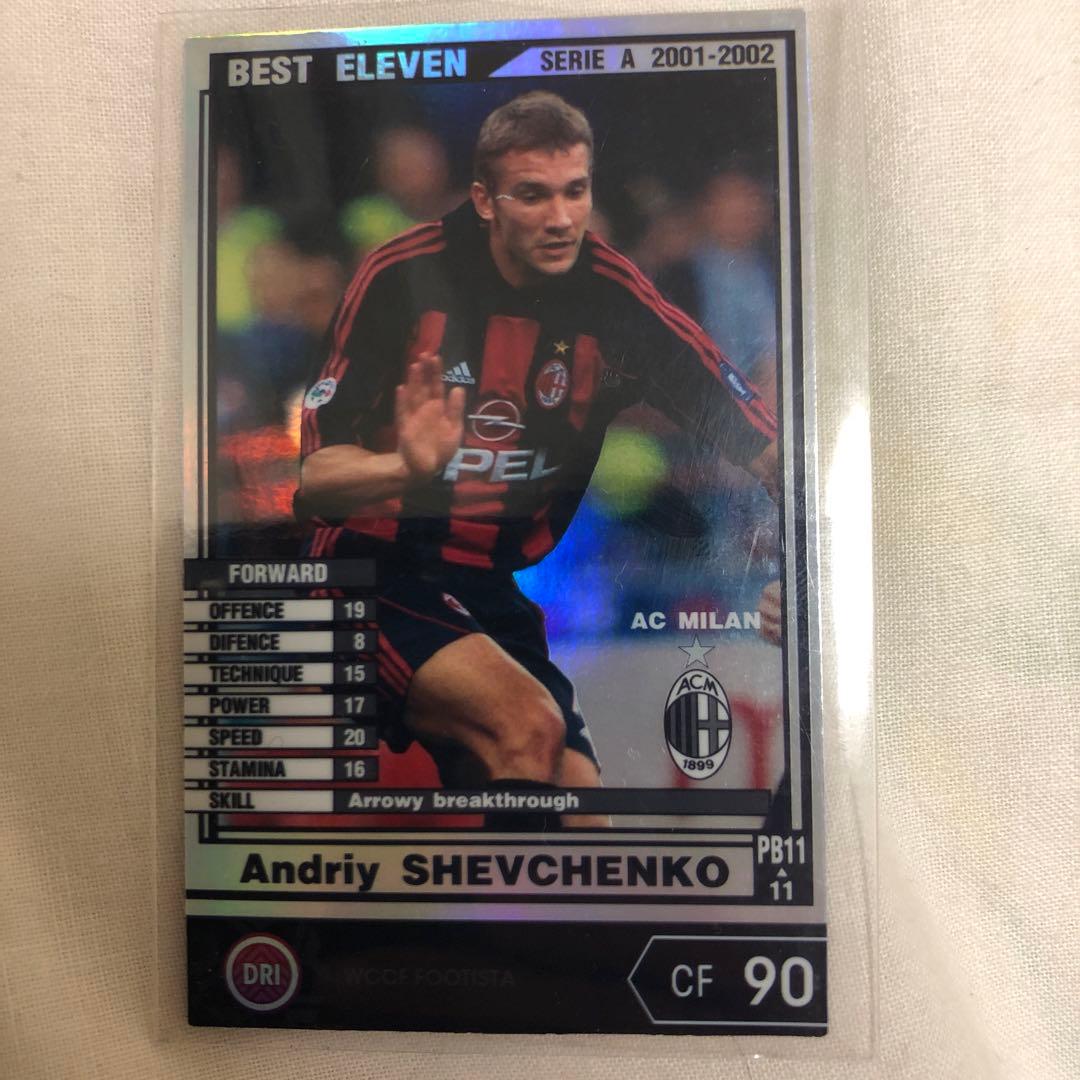 BEST ELEVEN
SERIE A 2001-2002
adidas
OPEL
FORWARD
OFFENCE 19
DIFENCE 8
TECHNIQUE 15
POWER 17
SPEED 20
STAMINA 16
SKILL Arrowy breakthrough
AC MILAN
ACM
1899
Andriy SHEVCHENKO
PB11
11
DRI
WCCF FOOTISTA
CF 90